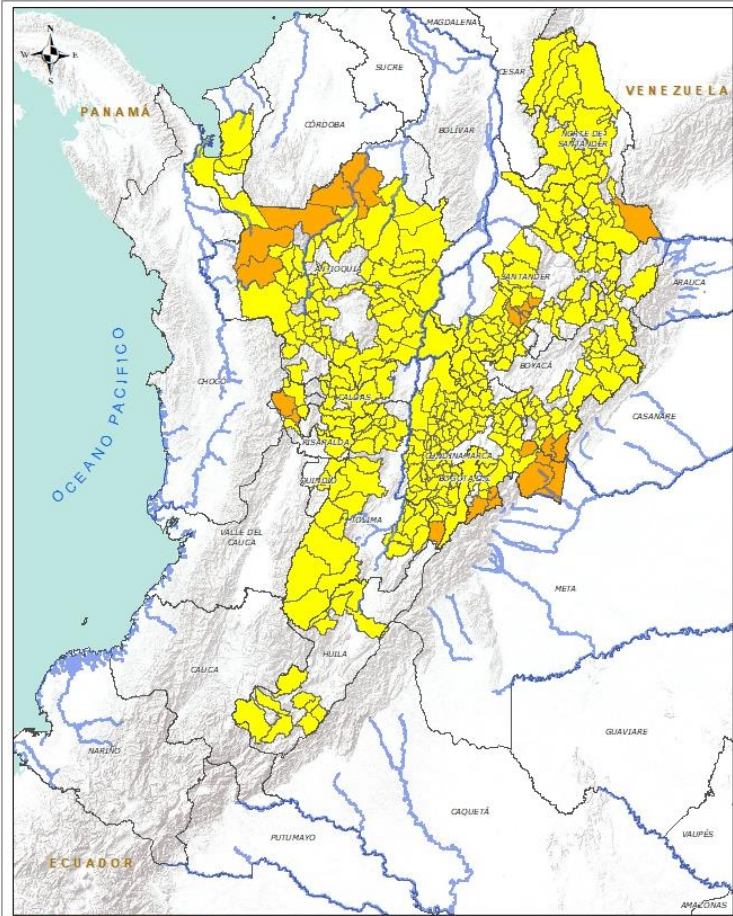 N
W E
S
MAGDALENA
SUCRE
CESAR
VENEZUELA
PANAMÁ
CÓRDOBA
BOLÍVAR
NORTE DE
SANTANDER
ANTIOQUIA
SANTANDER
ARAUCA
OCEANO PACIFICO
CHOCÓ
BOYACÁ
CALDAS
CASANARE
RISARALDA
CUNDINAMARCA
QUINDIO
BOGOTÁ, D.C.
TOLIMA
VALLE DEL
CAUCA
META
HUILA
CAUCA
GUAVIARE
NARIÑO
CAQUETÁ
PUTUMAYO
VAUPÉS
ECUADOR
AMAZONAS